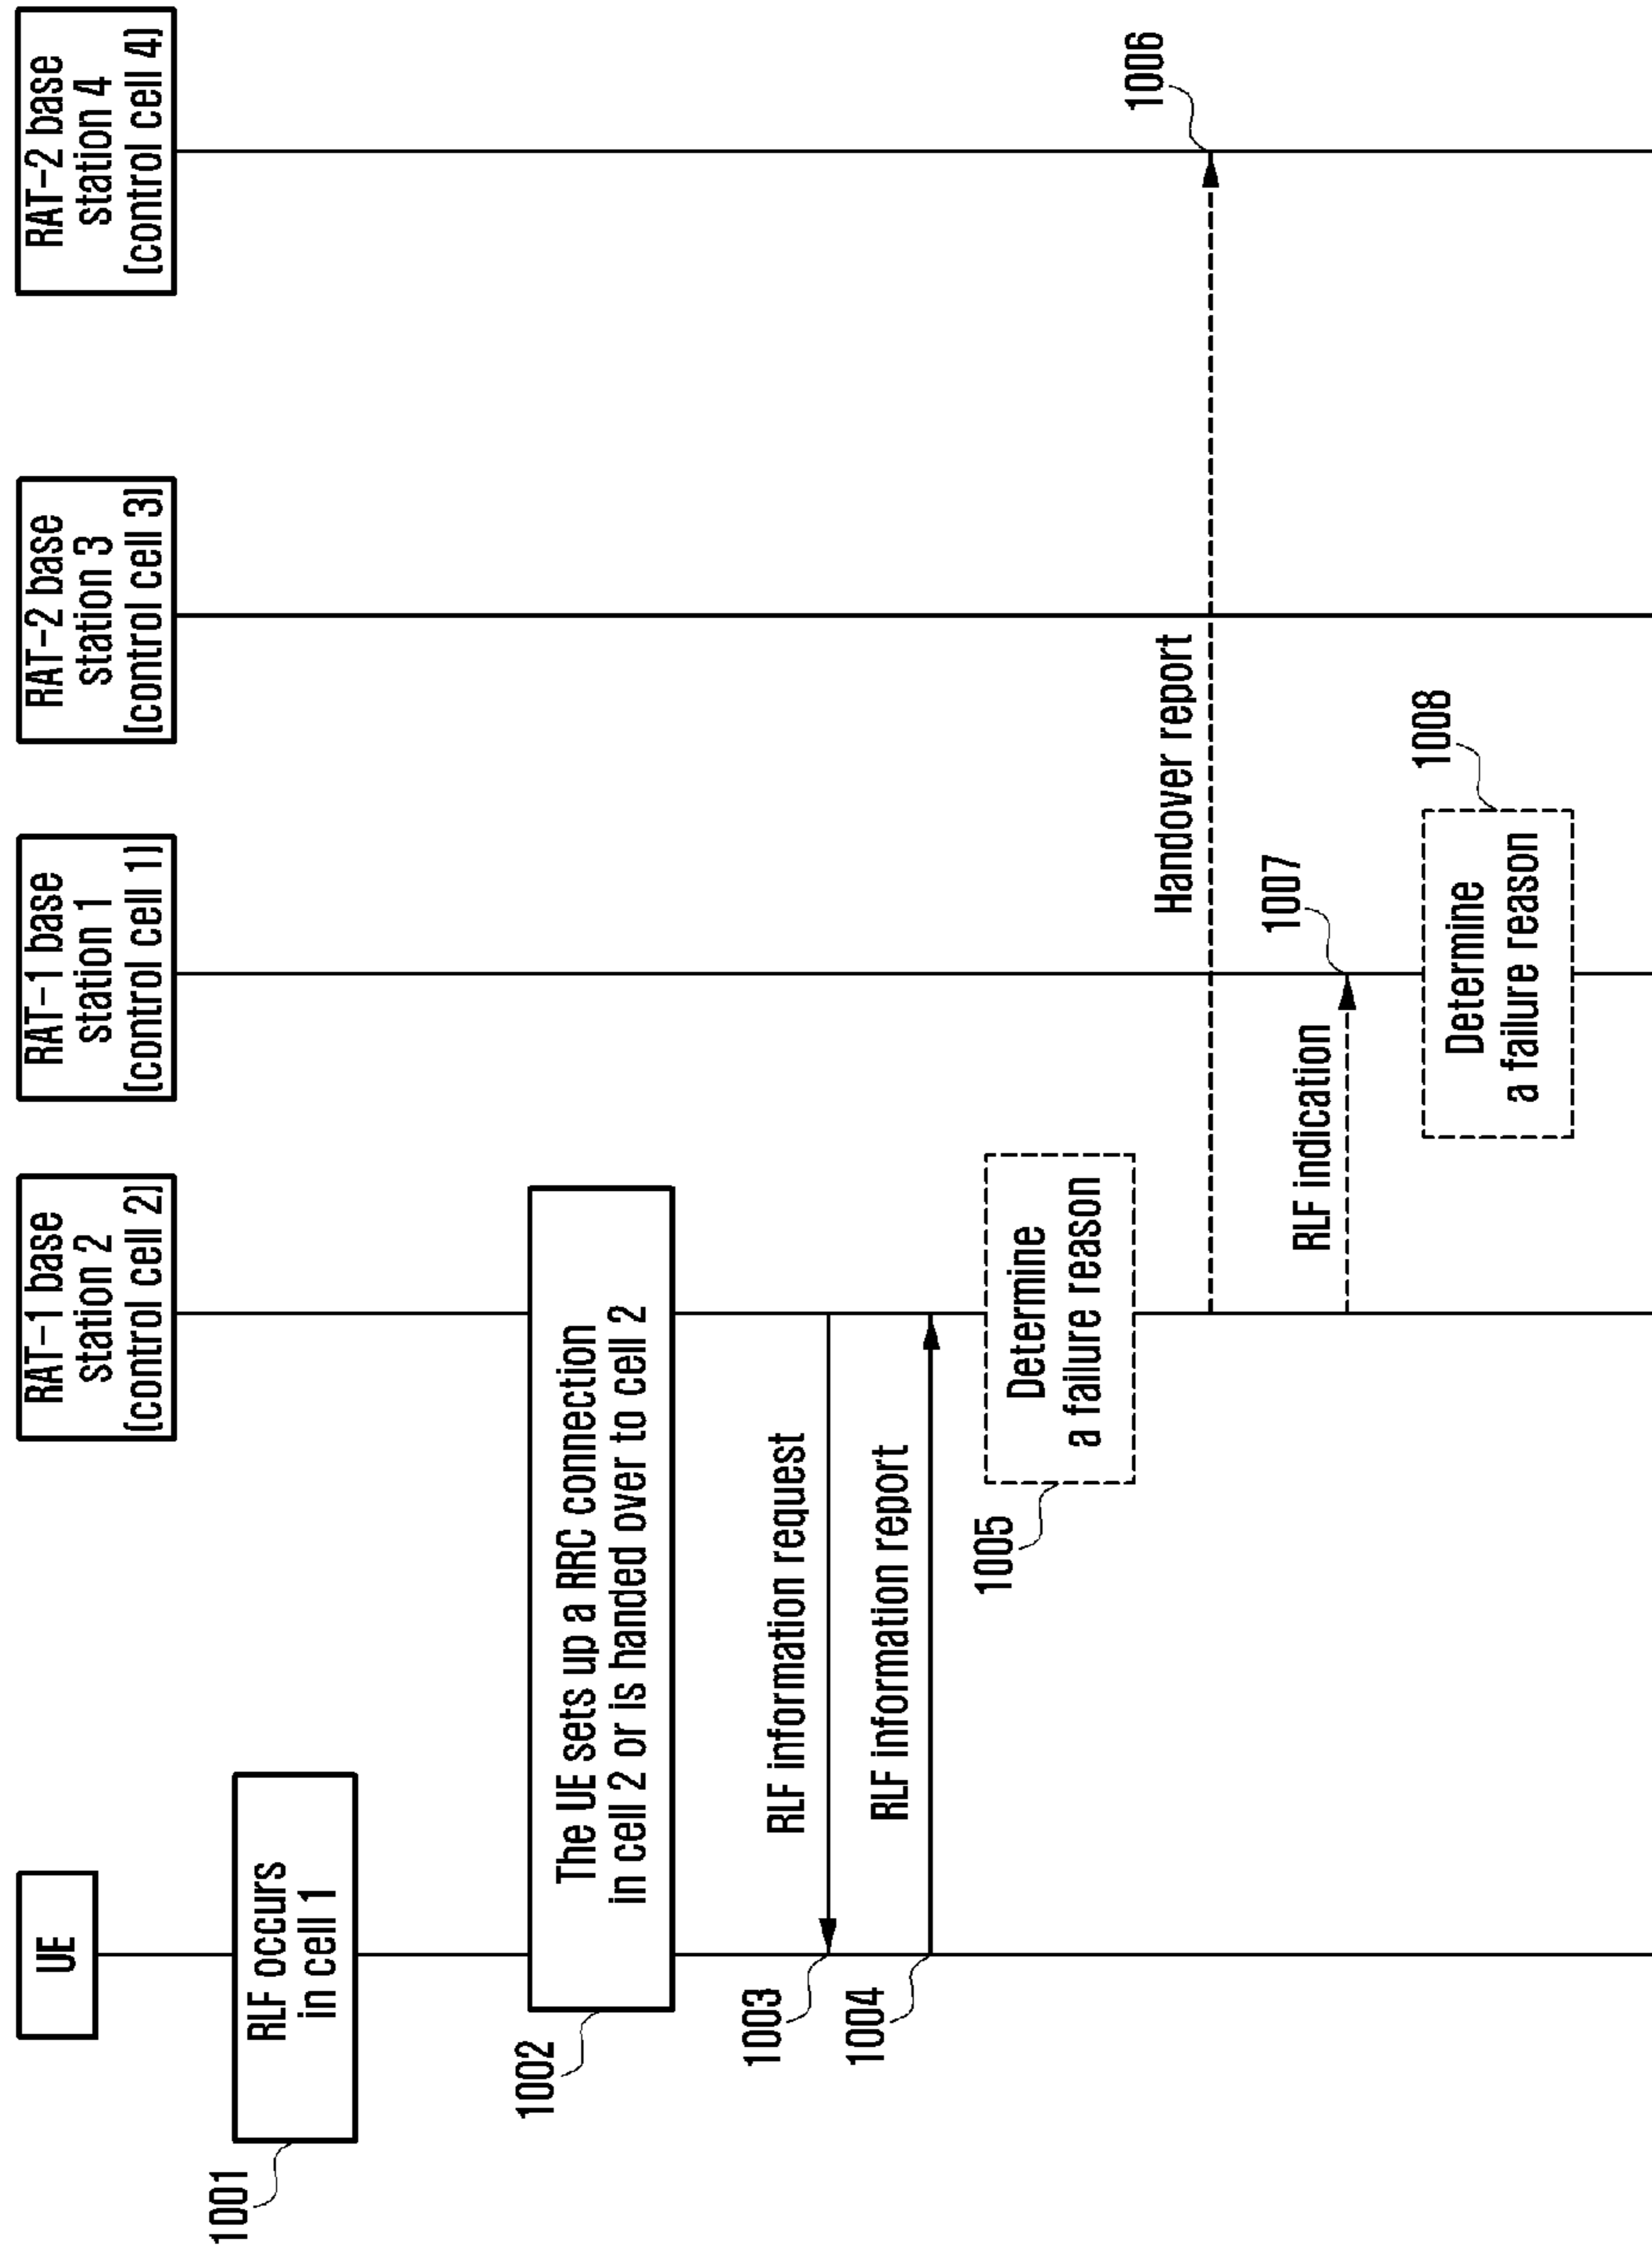 UE
RAT-1 base
station 2
(control cell 2)
RAT-1 base
station 1
(control cell 1)
RAT-2 base
station 3
(control cell 3)
RAT-2 base
station 4
(control cell 4)
1001
RLF occurs
in cell 1
1002
The UE sets up a RRC connection
in cell 2 or is handed over to cell 2
1003
RLF information request
1004
RLF information report
1005
Determine
a failure reason
Handover report
1006
RLF indication
1007
Determine
a failure reason
1008